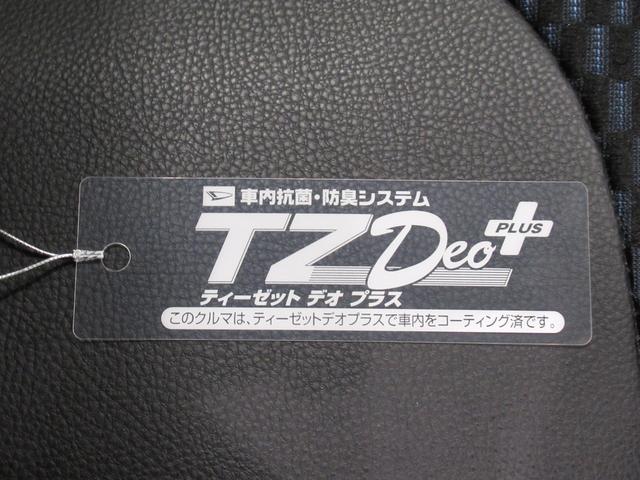 車内抗菌・防臭システム
TZ Deo PLUS
ティーゼット デオ プラス
このクルマは、ティーゼットデオプラスで車内をコーティング済です。